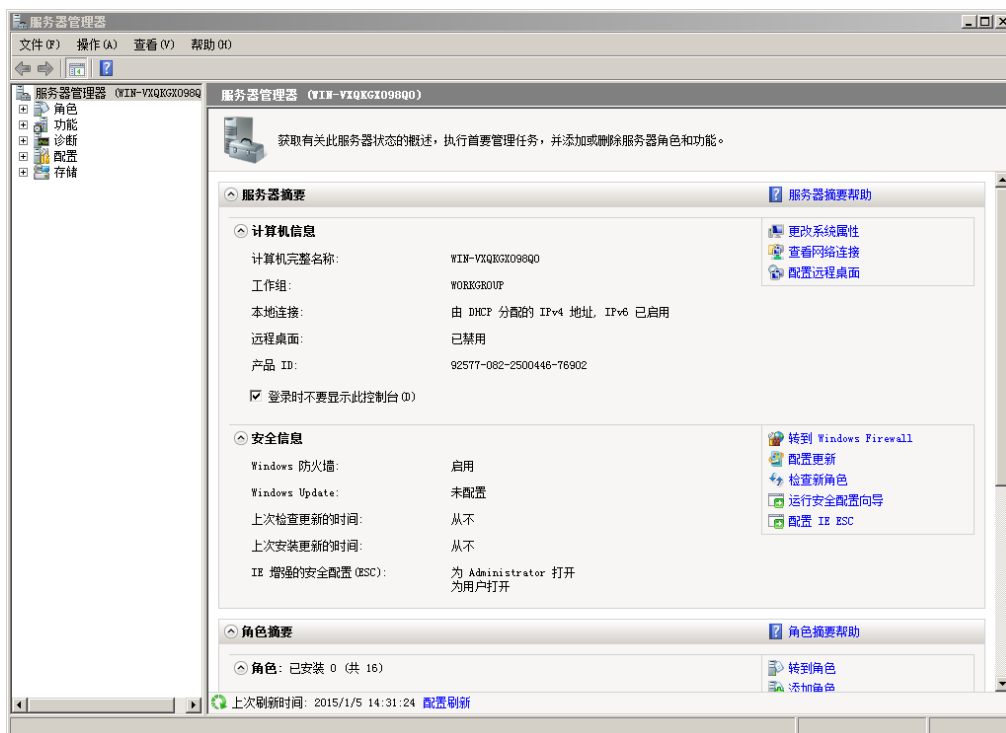 服务器管理器
文件(F) 操作(A) 查看(V) 帮助(H)
服务器管理器 (WIN-VXQKGX098Q
角色
功能
诊断
配置
存储
服务器管理器 (WIN-VXQKGX098Q0)
获取有关此服务器状态的概述，执行首要管理任务，并添加或删除服务器角色和功能。
服务器摘要 服务器摘要帮助
计算机信息
计算机完整名称: WIN-VXQKGX098Q0
工作组: WORKGROUP
本地连接: 由 DHCP 分配的 IPv4 地址, IPv6 已启用
远程桌面: 已禁用
产品 ID: 92577-082-2500446-76902
登录时不要显示此控制台(D)
更改系统属性
查看网络连接
配置远程桌面
安全信息
Windows 防火墙: 启用
Windows Update: 未配置
上次检查更新的时间: 从不
上次安装更新的时间: 从不
IE 增强的安全配置(ESC): 为 Administrator 打开
为用户打开
转到 Windows Firewall
配置更新
检查新角色
运行安全配置向导
配置 IE ESC
角色摘要 角色摘要帮助
角色: 已安装 0 (共 16)
转到角色
添加角色
上次刷新时间: 2015/1/5 14:31:24 配置刷新